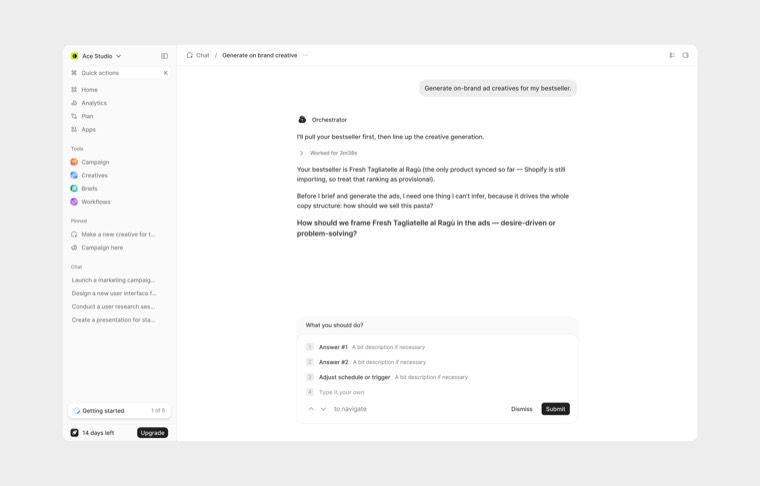 Ace Studio
Quick actions K
Home
Analytics
Plan
Apps
Tools
Campaign
Creatives
Briefs
Workflows
Pinned
Make a new creative for t...
Campaign here
Chat
Launch a marketing campaig...
Design a new user interface f...
Conduct a user research ses...
Create a presentation for sta...
Getting started 1 of 5
14 days left Upgrade
Chat / Generate on brand creative ...
Generate on-brand ad creatives for my bestseller.
Orchestrator
I'll pull your bestseller first, then line up the creative generation.
Worked for 3m38s
Your bestseller is Fresh Tagliatelle al Ragù (the only product synced so far — Shopify is still
importing, so treat that ranking as provisional).
Before I brief and generate the ads, I need one thing I can't infer, because it drives the whole
copy structure: how should we sell this pasta?
How should we frame Fresh Tagliatelle al Ragù in the ads — desire-driven or
problem-solving?
What you should do?
1 Answer #1 A bit description if necessary
2 Answer #2 A bit description if necessary
3 Adjust schedule or trigger A bit description if necessary
4 Type it your own
to navigate Dismiss Submit